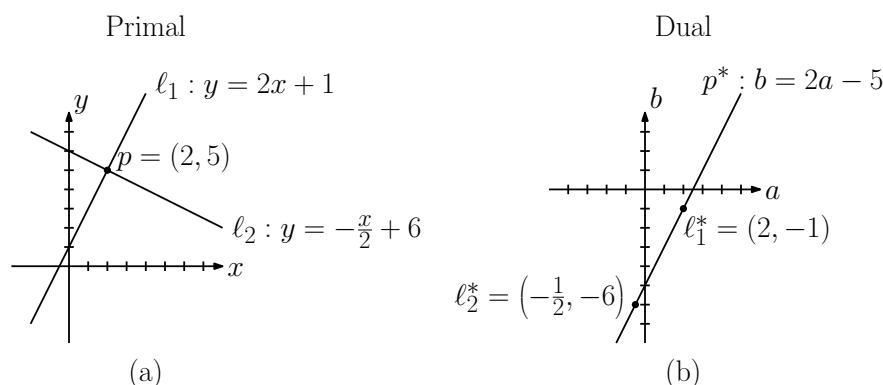 Primal
ℓ₁ : y = 2x + 1
y
p = (2, 5)
ℓ₂ : y = −x/2 + 6
x
(a)
Dual
p* : b = 2a − 5
b
a
ℓ₁* = (2, −1)
ℓ₂* = (−1/2, −6)
(b)